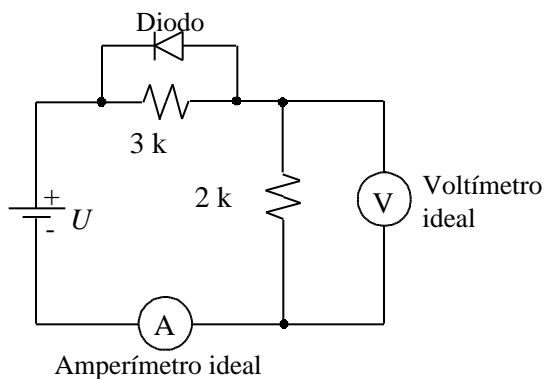 Diodo
3 k
2 k
V
Voltímetro
ideal
+
-
U
A
Amperímetro ideal